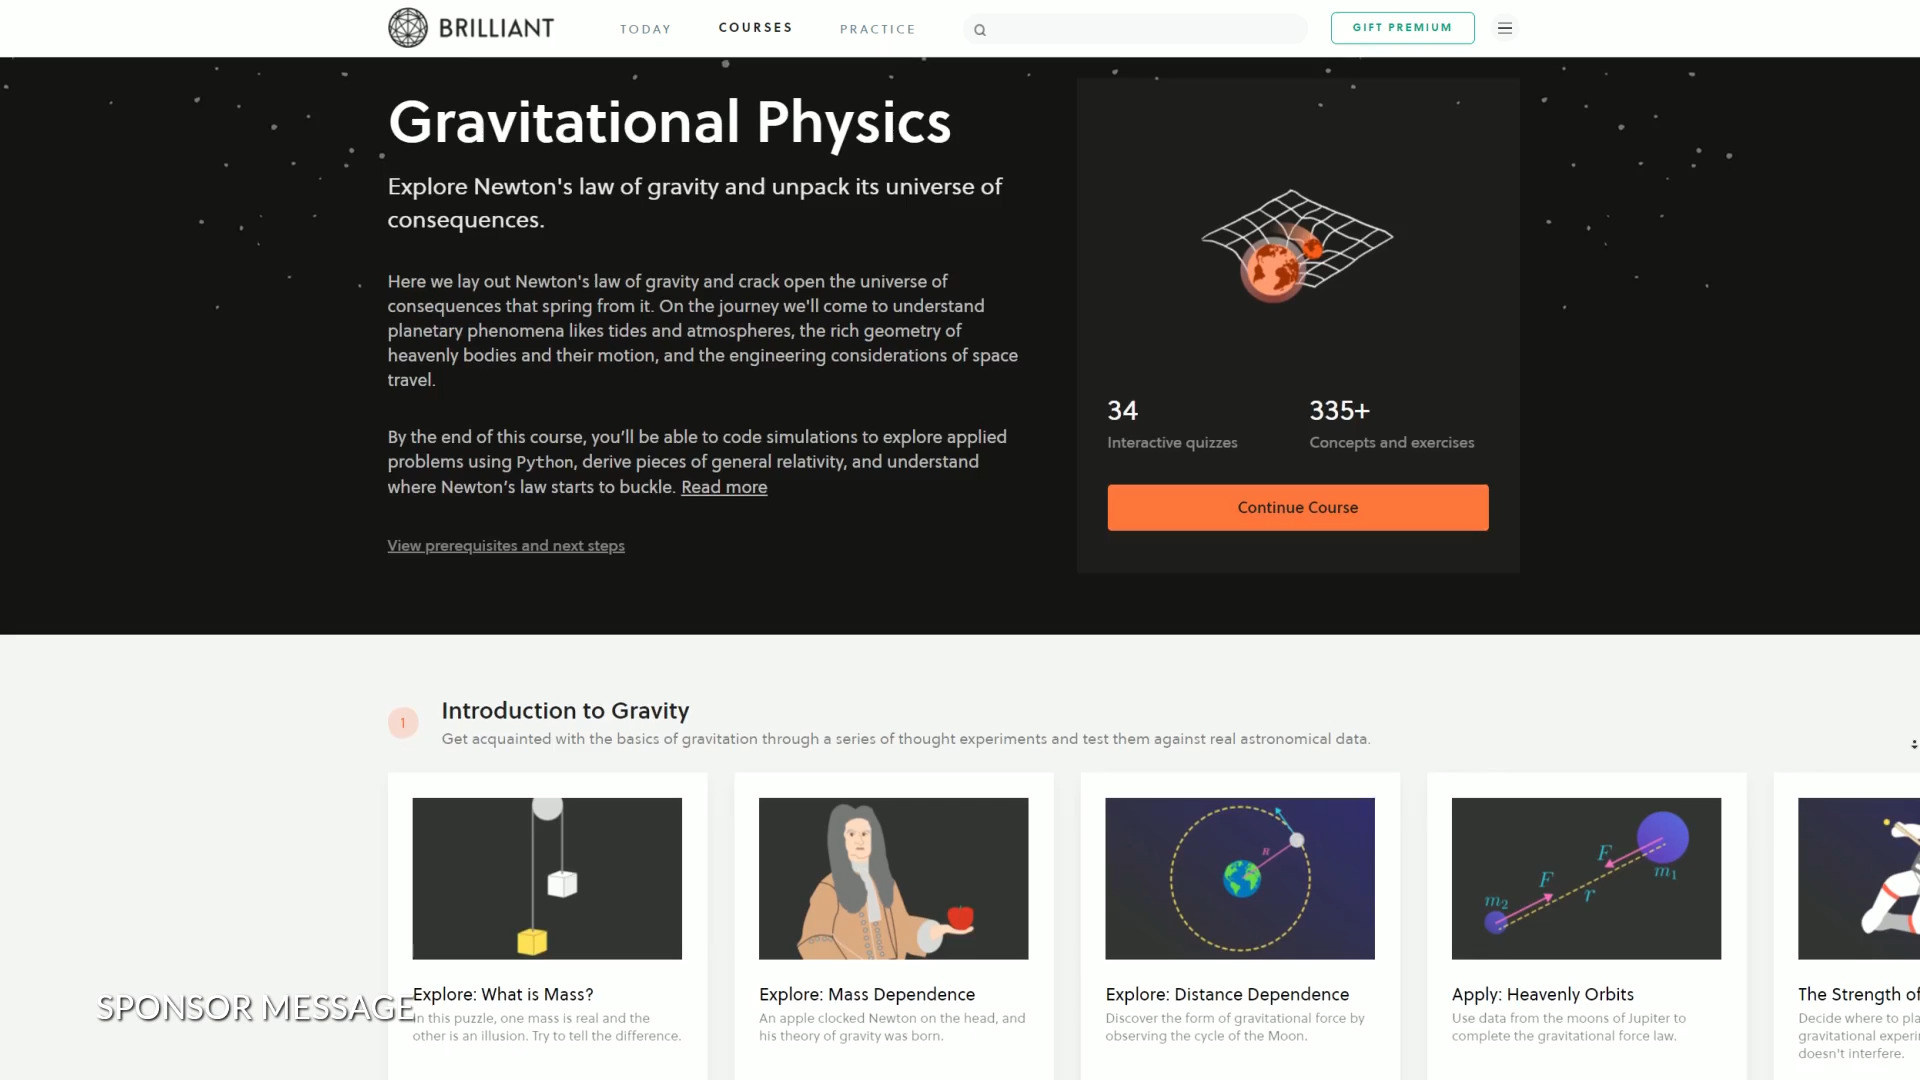 BRILLIANT
TODAY
COURSES
PRACTICE
GIFT PREMIUM
Gravitational Physics
Explore Newton's law of gravity and unpack its universe of
consequences.
Here we lay out Newton's law of gravity and crack open the universe of
consequences that spring from it. On the journey we'll come to understand
planetary phenomena likes tides and atmospheres, the rich geometry of
heavenly bodies and their motion, and the engineering considerations of space
travel.
By the end of this course, you’ll be able to code simulations to explore applied
problems using Python, derive pieces of general relativity, and understand
where Newton’s law starts to buckle. Read more
View prerequisites and next steps
34
Interactive quizzes
335+
Concepts and exercises
Continue Course
1
Introduction to Gravity
Get acquainted with the basics of gravitation through a series of thought experiments and test them against real astronomical data.
Explore: What is Mass?
In this puzzle, one mass is real and the
other is an illusion. Try to tell the difference.
Explore: Mass Dependence
An apple clocked Newton on the head, and
his theory of gravity was born.
R
Explore: Distance Dependence
Discover the form of gravitational force by
observing the cycle of the Moon.
F
m1
F
r
m2
Apply: Heavenly Orbits
Use data from the moons of Jupiter to
complete the gravitational force law.
The Strength of
Decide where to pla
gravitational experi
doesn't interfere.
SPONSOR MESSAGE